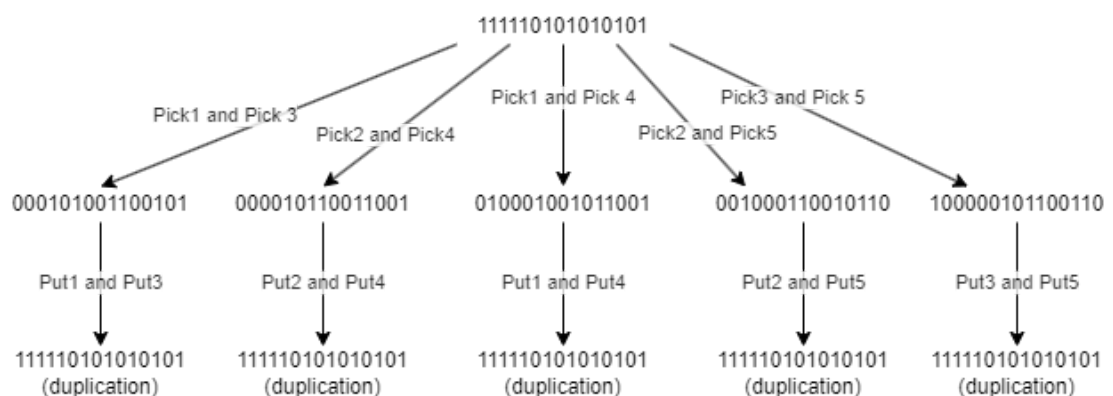 111110101010101
Pick1 and Pick 3
Pick2 and Pick4
Pick1 and Pick 4
Pick2 and Pick5
Pick3 and Pick 5
000101001100101 000010110011001 010001001011001 001000110010110 100000101100110
Put1 and Put3 Put2 and Put4 Put1 and Put4 Put2 and Put5 Put3 and Put5
111110101010101 111110101010101 111110101010101 111110101010101 111110101010101
(duplication) (duplication) (duplication) (duplication) (duplication)